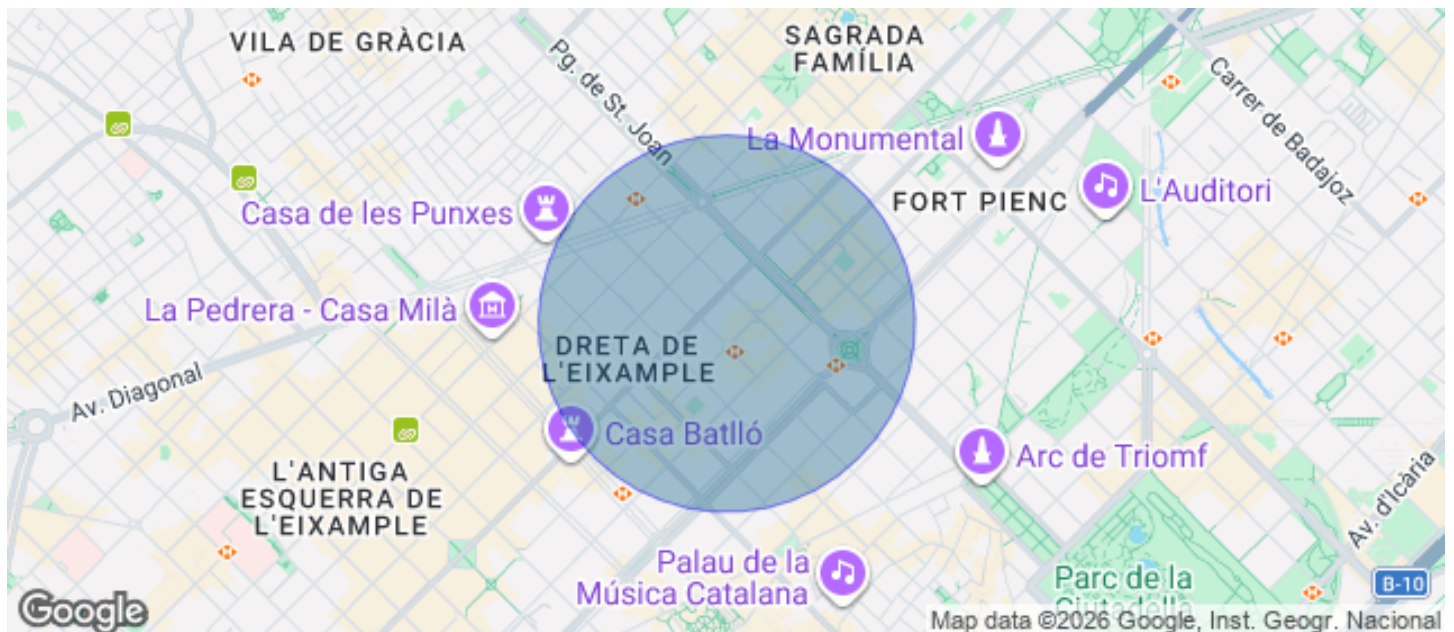 VILA DE GRÀCIA
SAGRADA
FAMÍLIA
Pg. de St. Joan
Carrer de Badajoz
La Monumental
L'Auditori
FORT PIENC
Casa de les Punxes
La Pedrera - Casa Milà
DRETA DE
L'EIXAMPLE
Av. Diagonal
Casa Batlló
Arc de Triomf
L'ANTIGA
ESQUERRA DE
L'EIXAMPLE
Av. d'Icària
Palau de la
Música Catalana
Parc de la
Ciutadella
B-10
Google
Map data ©2026 Google, Inst. Geogr. Nacional